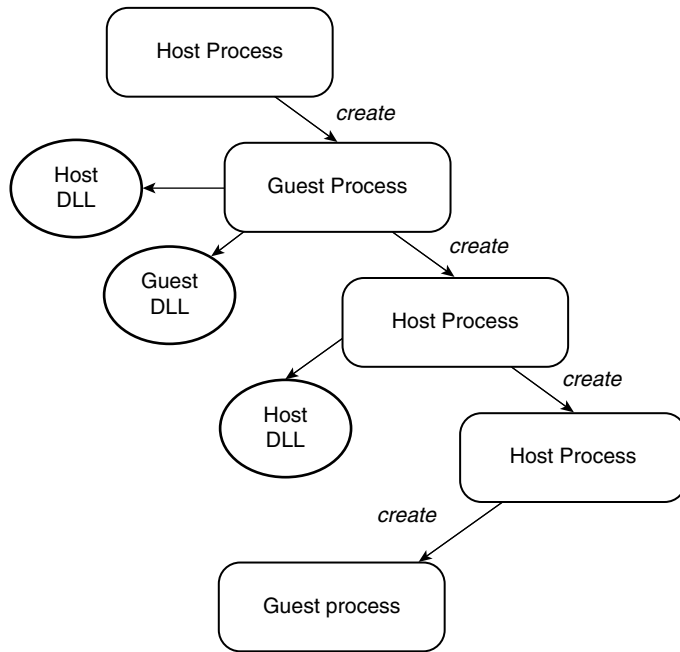 Host Process
create
Guest Process
Host
DLL
create
Guest
DLL
Host Process
create
Host
DLL
Host Process
create
Guest process